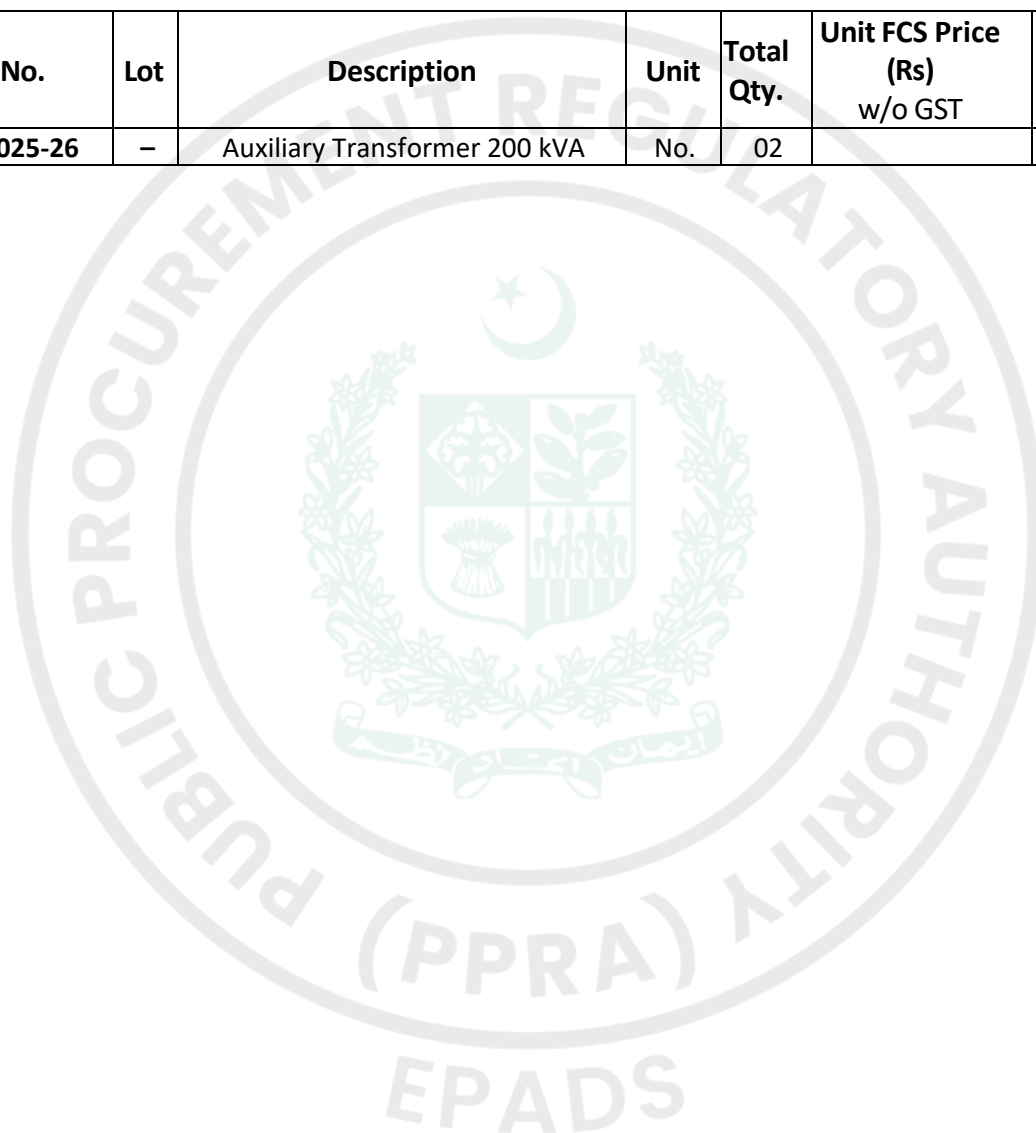 No. Lot Description Unit Total Qty. Unit FCS Price (Rs) w/o GST
025-26 – Auxiliary Transformer 200 kVA No. 02
PUBLIC PROCUREMENT REGULATORY AUTHORITY
(PPRA)
EPADS